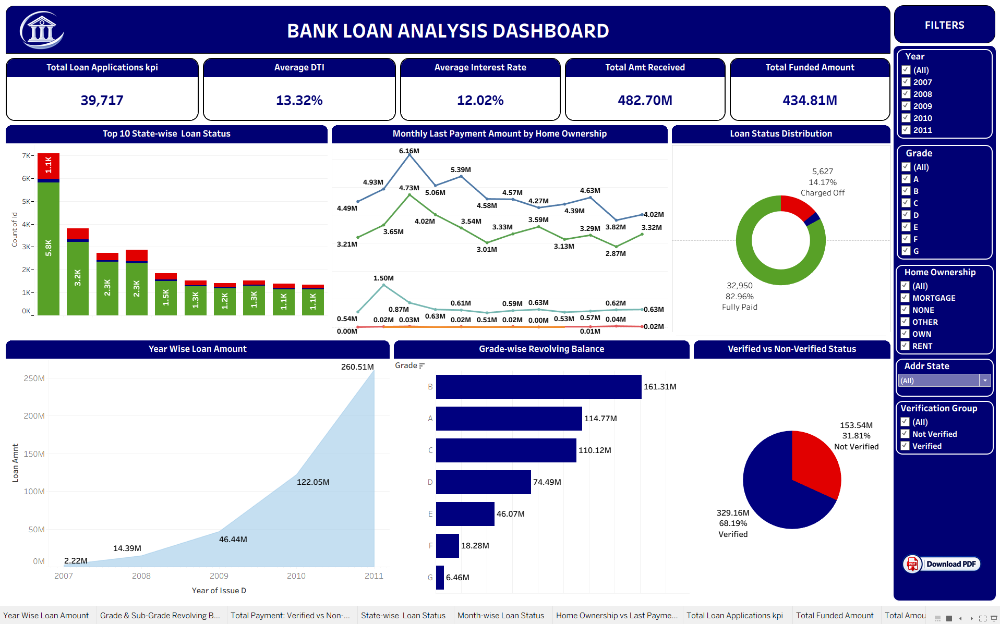 BANK LOAN ANALYSIS DASHBOARD
FILTERS
Total Loan Applications kpi
39,717
Average DTI
13.32%
Average Interest Rate
12.02%
Total Amt Received
482.70M
Total Funded Amount
434.81M
Top 10 State-wise  Loan Status
Count of Id
7K
6K
5K
4K
3K
2K
1K
0K
1.1K
5.8K
3.2K
2.3K
2.3K
1.5K
1.3K
1.2K
1.3K
1.1K
1.1K
Monthly Last Payment Amount by Home Ownership
4.49M
4.93M
6.16M
5.06M
5.39M
4.58M
4.57M
4.27M
4.39M
4.63M
3.82M
4.02M
3.21M
3.65M
4.73M
4.02M
3.54M
3.01M
3.33M
3.59M
3.13M
3.29M
2.87M
3.32M
0.54M
1.50M
0.87M
0.63M
0.61M
0.51M
0.59M
0.63M
0.53M
0.57M
0.62M
0.63M
0.00M
0.02M
0.03M
0.02M
0.02M
0.00M
0.01M
0.04M
0.02M
Loan Status Distribution
5,627
14.17%
Charged Off
32,950
82.96%
Fully Paid
Year Wise Loan Amount
Loan Amnt
250M
200M
150M
100M
50M
0M
2.22M
14.39M
46.44M
122.05M
260.51M
2007
2008
2009
2010
2011
Year of Issue D
Grade-wise Revolving Balance
Grade
B
161.31M
A
114.77M
C
110.12M
D
74.49M
E
46.07M
F
18.28M
G
6.46M
Verified vs Non-Verified Status
153.54M
31.81%
Not Verified
329.16M
68.19%
Verified
Year
(All)
2007
2008
2009
2010
2011
Grade
(All)
A
B
C
D
E
F
G
Home Ownership
(All)
MORTGAGE
NONE
OTHER
OWN
RENT
Addr State
(All)
Verification Group
(All)
Not Verified
Verified
PDF
Download PDF
Year Wise Loan Amount
Grade & Sub-Grade Revolving B...
Total Payment: Verified vs Non-...
State-wise  Loan Status
Month-wise Loan Status
Home Ownership vs Last Payme...
Total Loan Applications kpi
Total Funded Amount
Total Amou